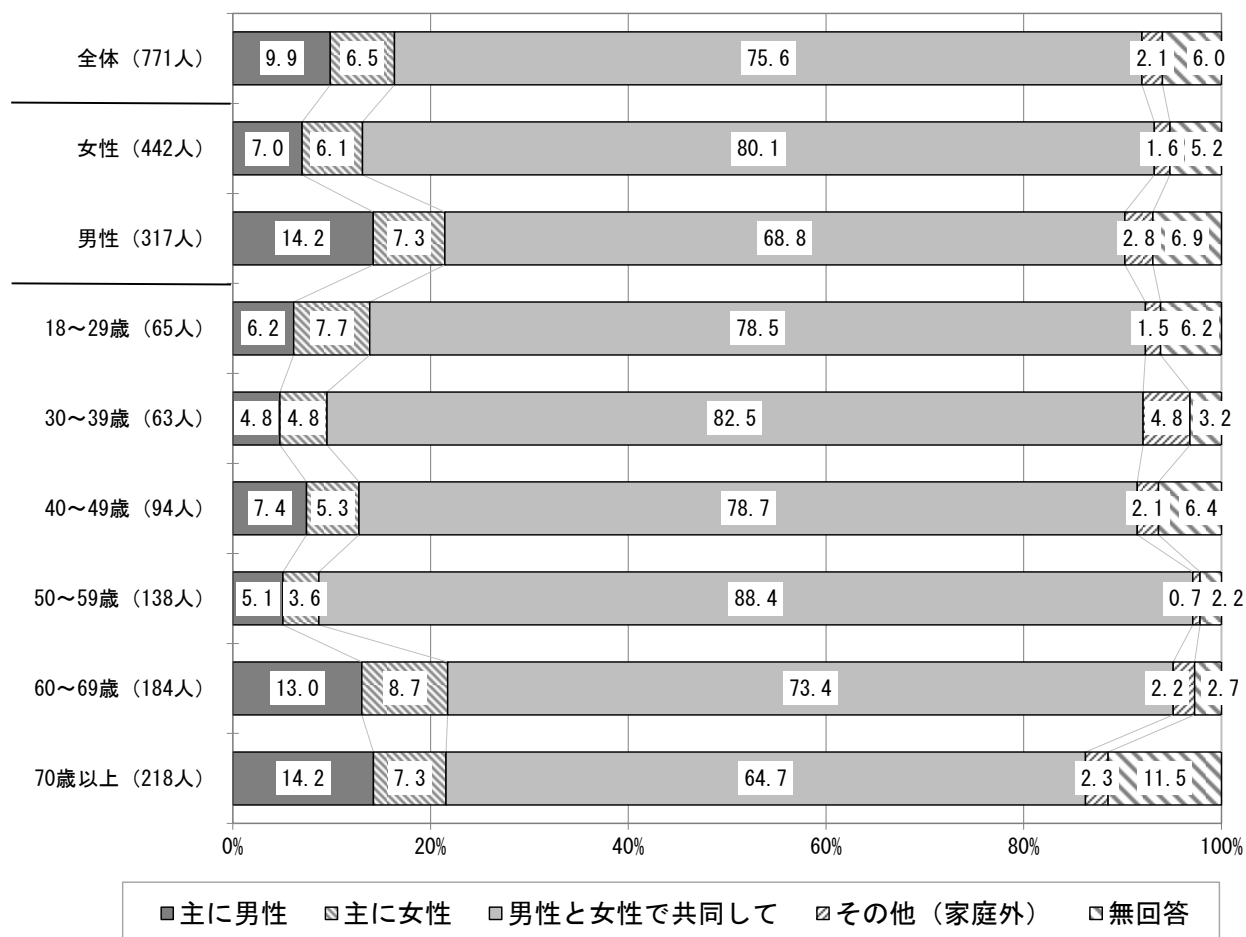 全体（771人） 9.9 6.5 75.6 2.1 6.0
女性（442人） 7.0 6.1 80.1 1.6 5.2
男性（317人） 14.2 7.3 68.8 2.8 6.9
18～29歳（65人） 6.2 7.7 78.5 1.5 6.2
30～39歳（63人） 4.8 4.8 82.5 4.8 3.2
40～49歳（94人） 7.4 5.3 78.7 2.1 6.4
50～59歳（138人） 5.1 3.6 88.4 0.7 2.2
60～69歳（184人） 13.0 8.7 73.4 2.2 2.7
70歳以上（218人） 14.2 7.3 64.7 2.3 11.5
0% 20% 40% 60% 80% 100%
主に男性 主に女性 男性と女性で共同して その他（家庭外） 無回答